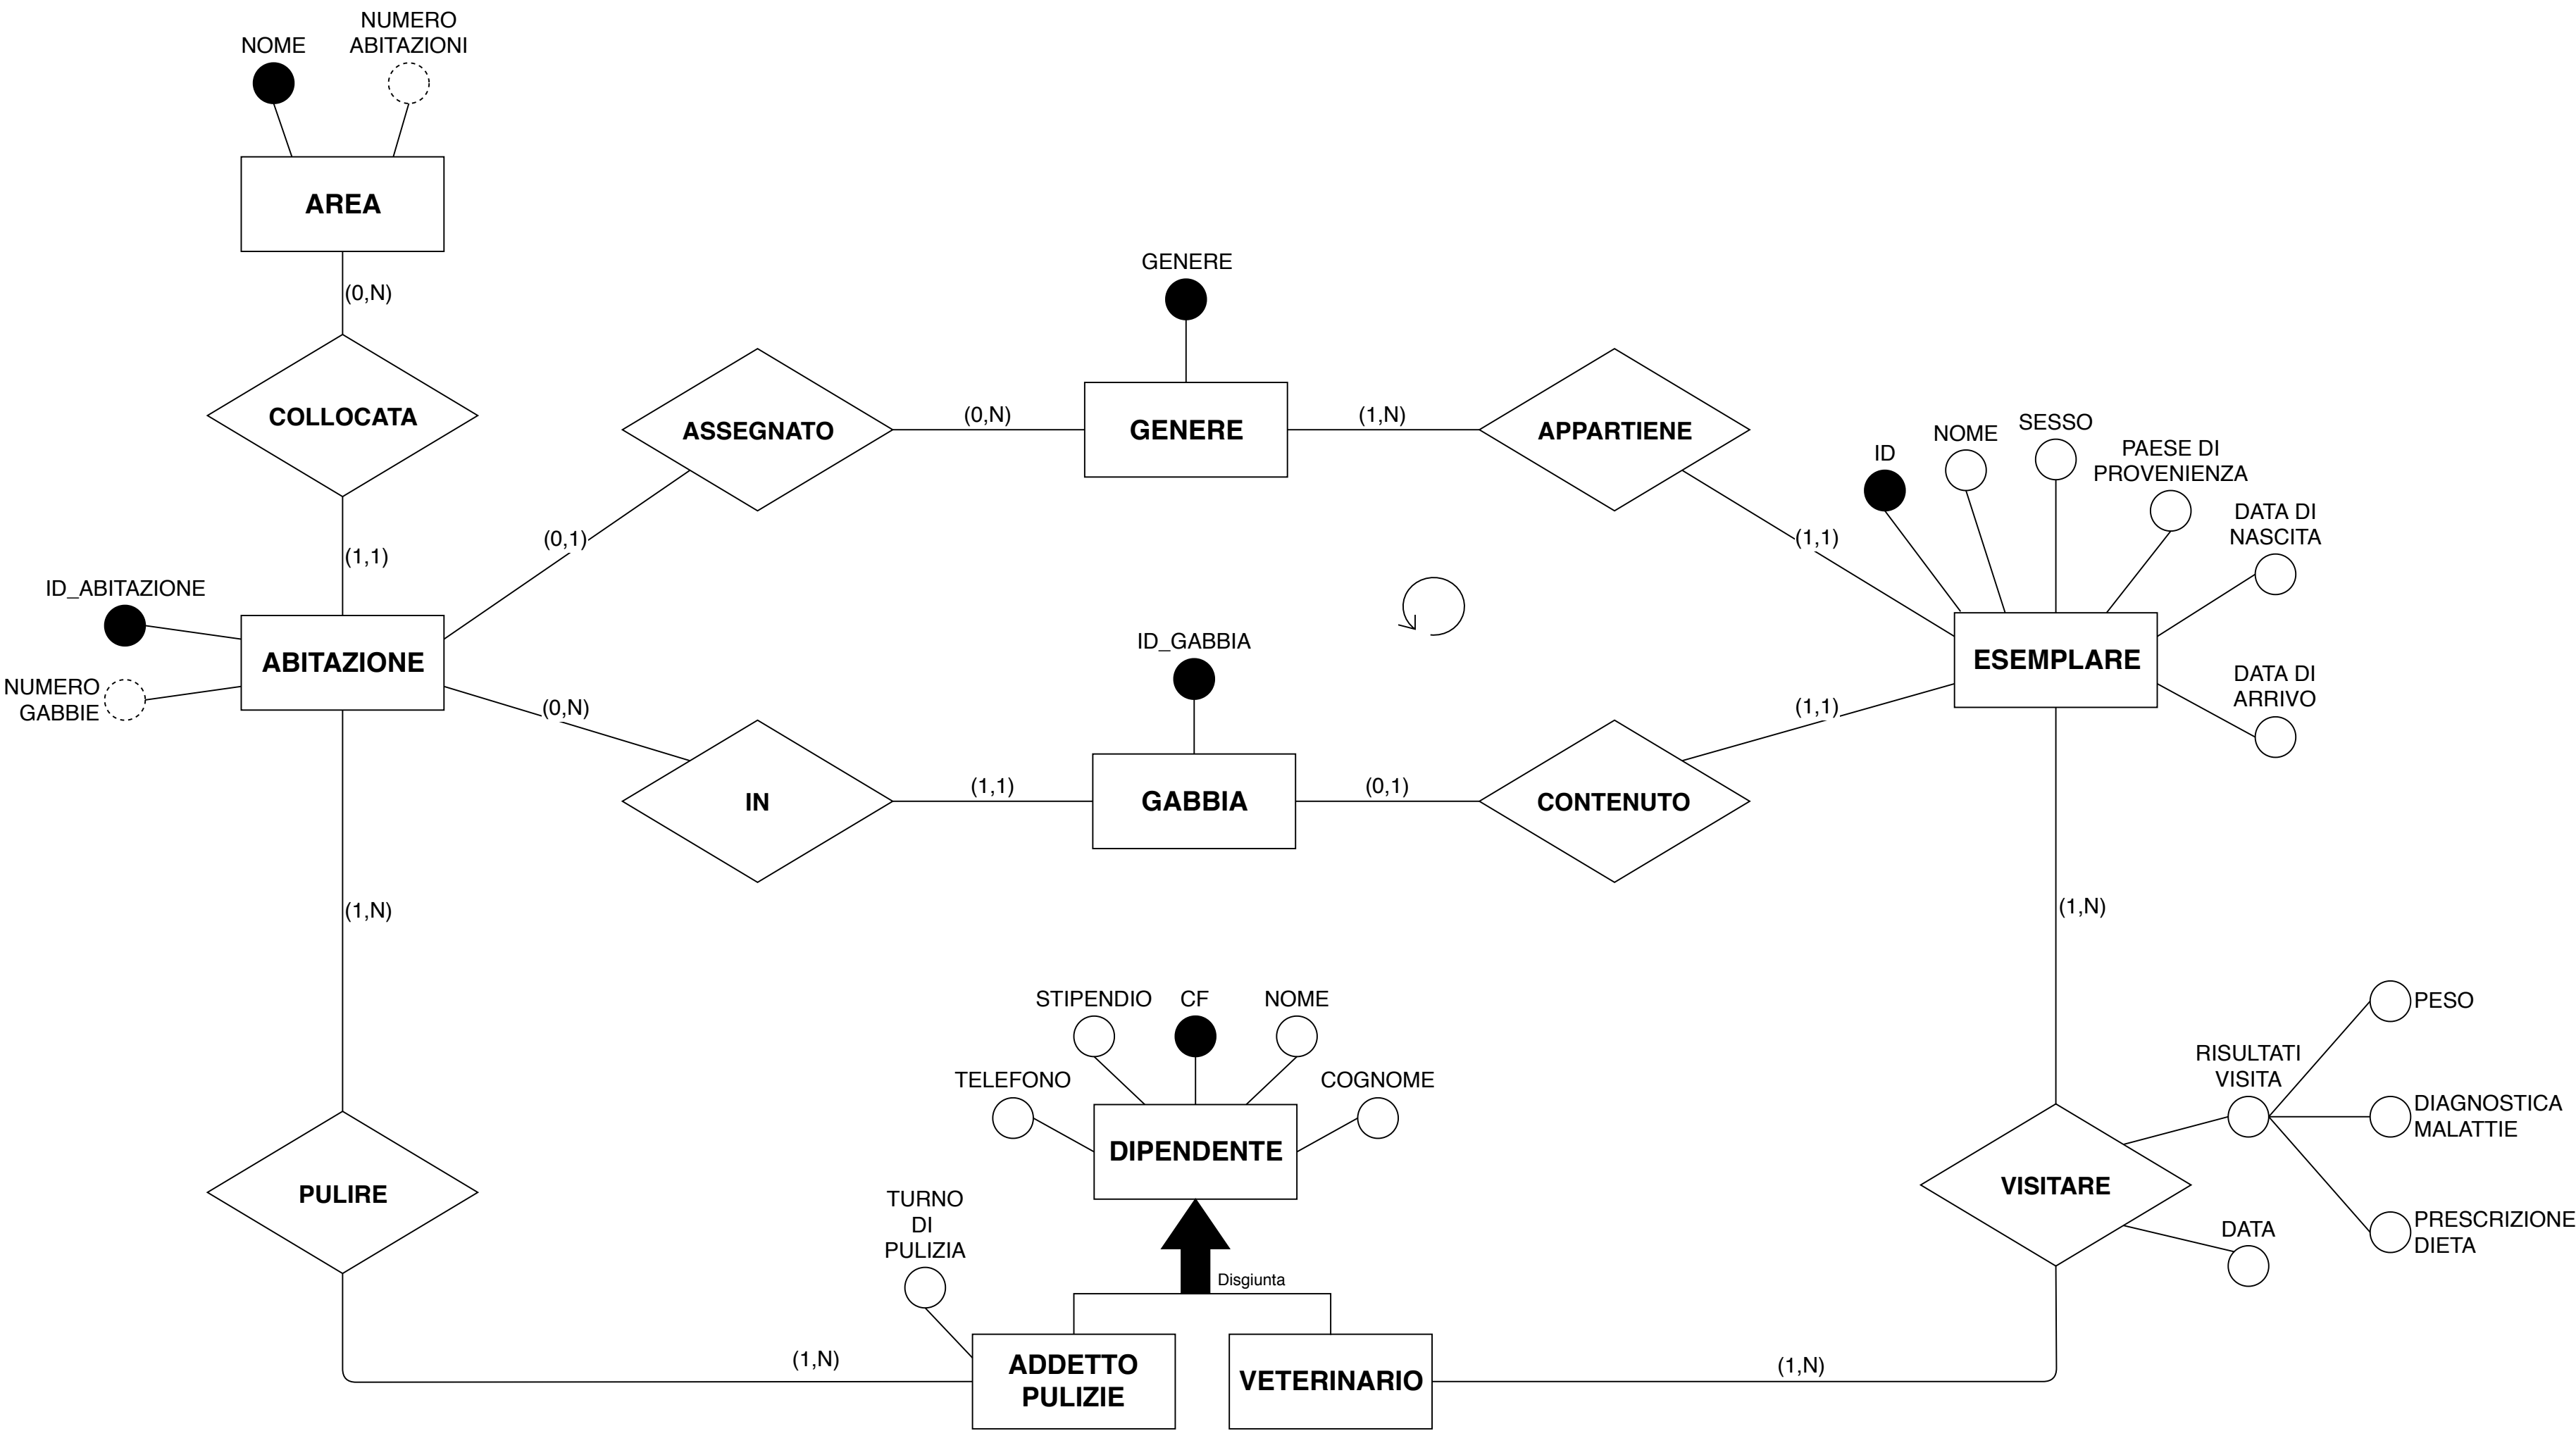 NUMERO
ABITAZIONI
NOME
AREA
(0,N)
COLLOCATA
(1,1)
GENERE
ASSEGNATO
(0,N)
GENERE
(1,N)
APPARTIENE
(0,1)
(1,1)
ID
NOME
SESSO
PAESE DI
PROVENIENZA
DATA DI
NASCITA
ID_ABITAZIONE
ABITAZIONE
NUMERO
GABBIE
ESEMPLARE
DATA DI
ARRIVO
(0,N)
ID_GABBIA
(1,1)
IN
(1,1)
GABBIA
(0,1)
CONTENUTO
(1,N)
(1,N)
STIPENDIO
CF
NOME
TELEFONO
COGNOME
DIPENDENTE
PESO
RISULTATI
VISITA
DIAGNOSTICA
MALATTIE
PULIRE
VISITARE
PRESCRIZIONE
DIETA
DATA
TURNO
DI
PULIZIA
Disgiunta
(1,N)
ADDETTO
PULIZIE
VETERINARIO
(1,N)